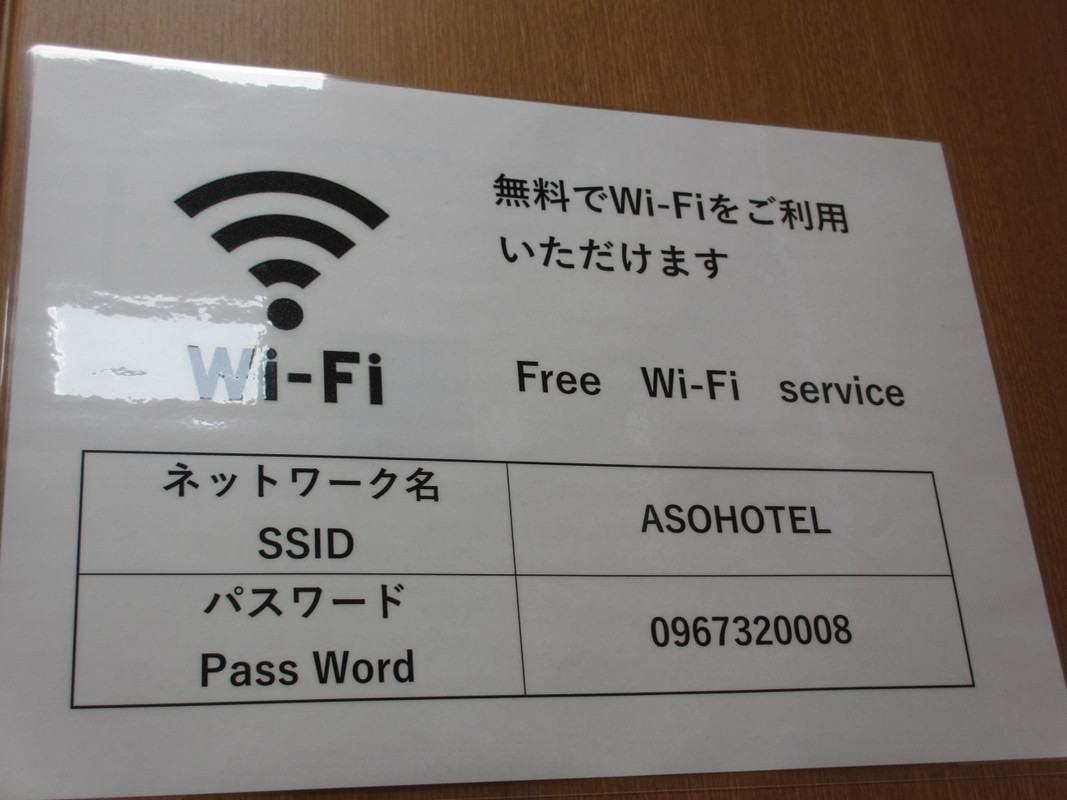 Wi-Fi
無料でWi-Fiをご利用
いただけます
Free Wi-Fi service
ネットワーク名
SSID
ASOHOTEL
パスワード
Pass Word
0967320008